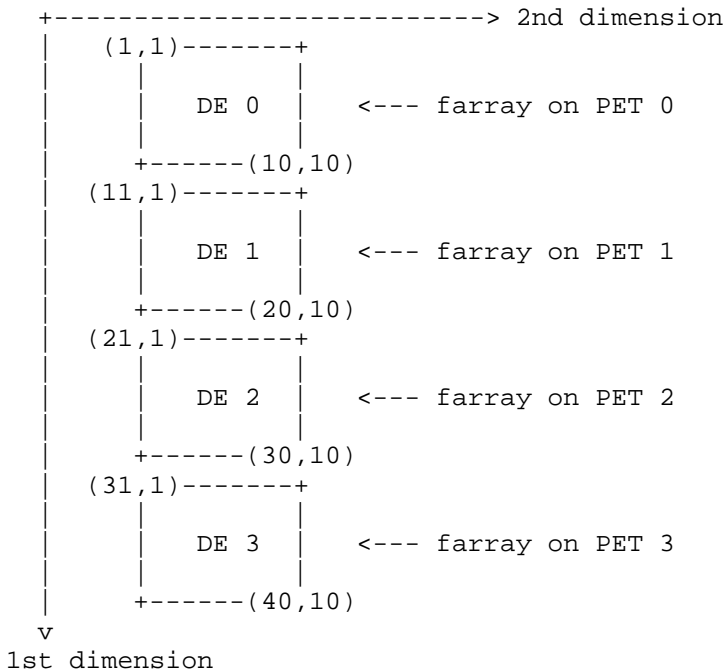 +---------------------------> 2nd dimension
|   (1,1)-------+
|     |         |
|     |   DE 0  |   <--- farray on PET 0
|     |         |
|     +------(10,10)
|  (11,1)-------+
|     |         |
|     |   DE 1  |   <--- farray on PET 1
|     |         |
|     +------(20,10)
|  (21,1)-------+
|     |         |
|     |   DE 2  |   <--- farray on PET 2
|     |         |
|     +------(30,10)
|  (31,1)-------+
|     |         |
|     |   DE 3  |   <--- farray on PET 3
|     |         |
|     +------(40,10)
v
1st dimension